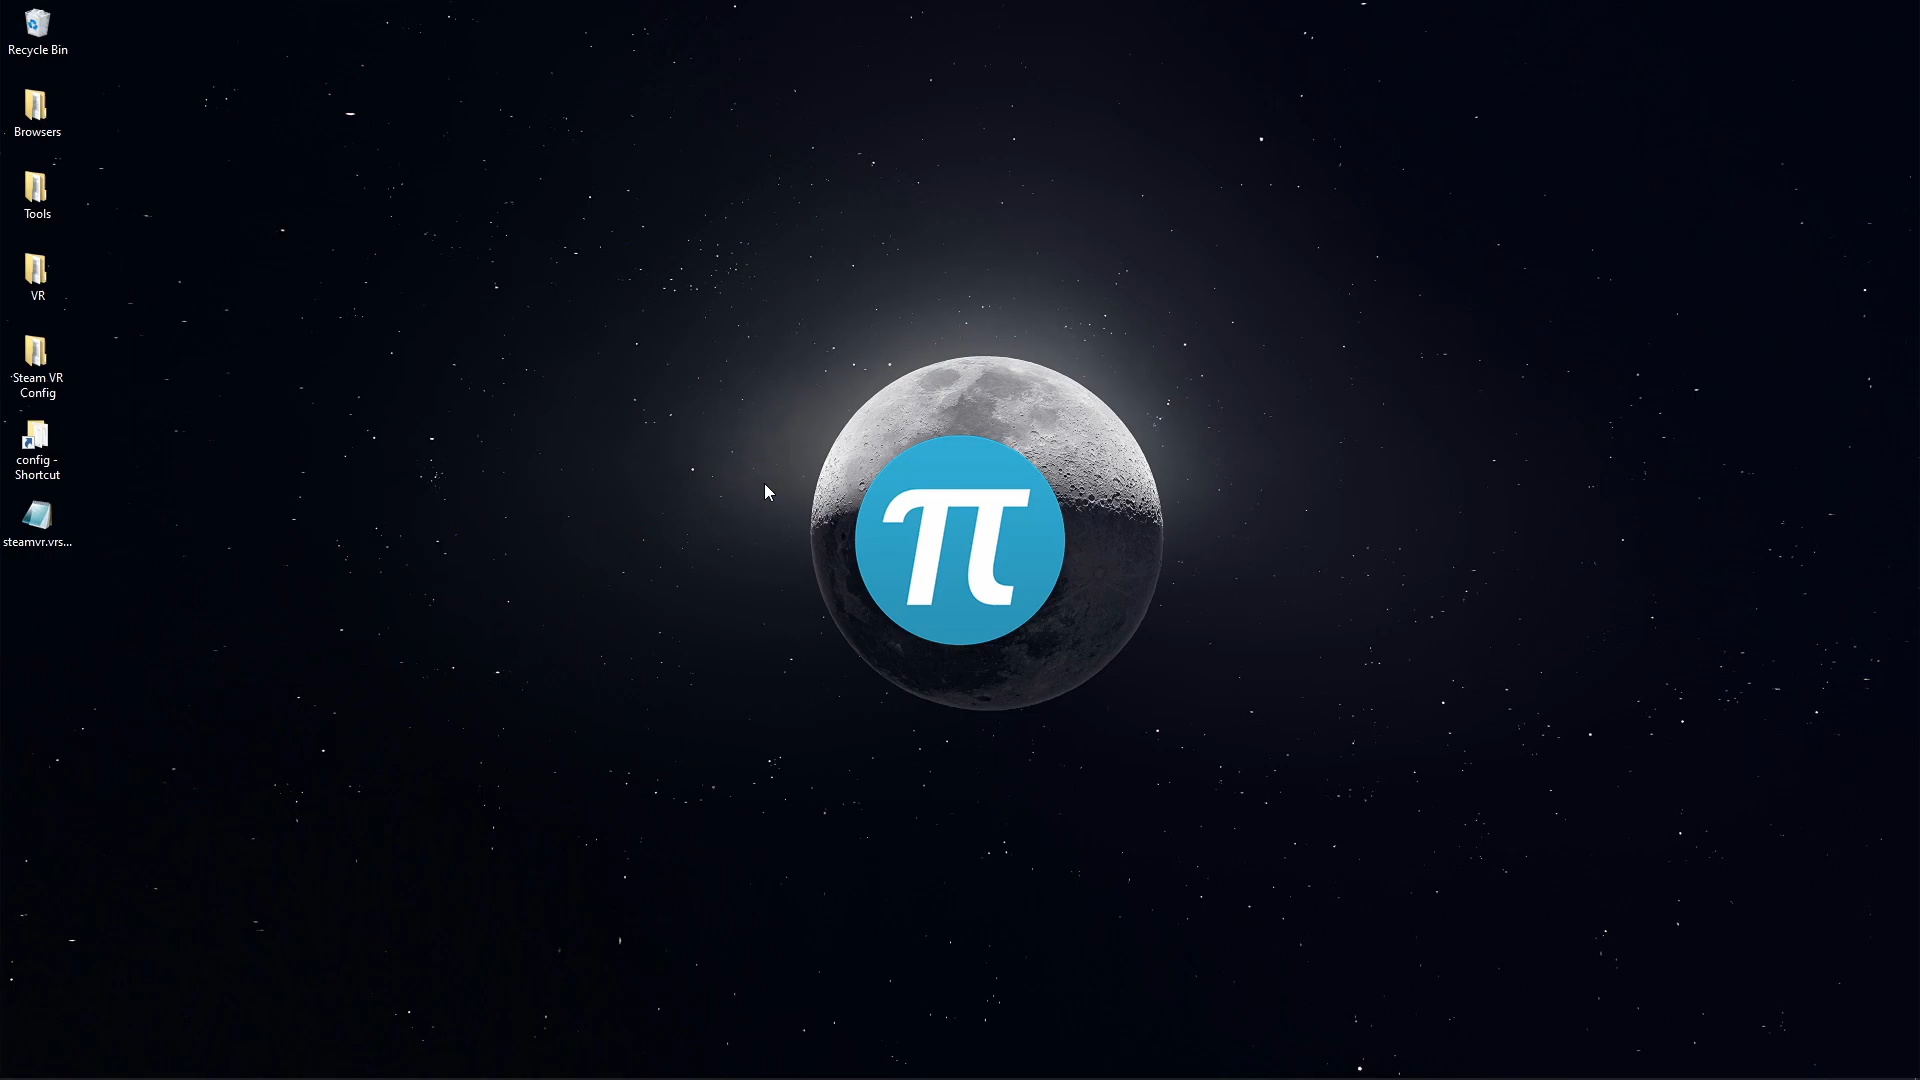 Recycle Bin
Browsers
Tools
VR
Steam VR
Config
config -
Shortcut
steamvr.vrs...
π